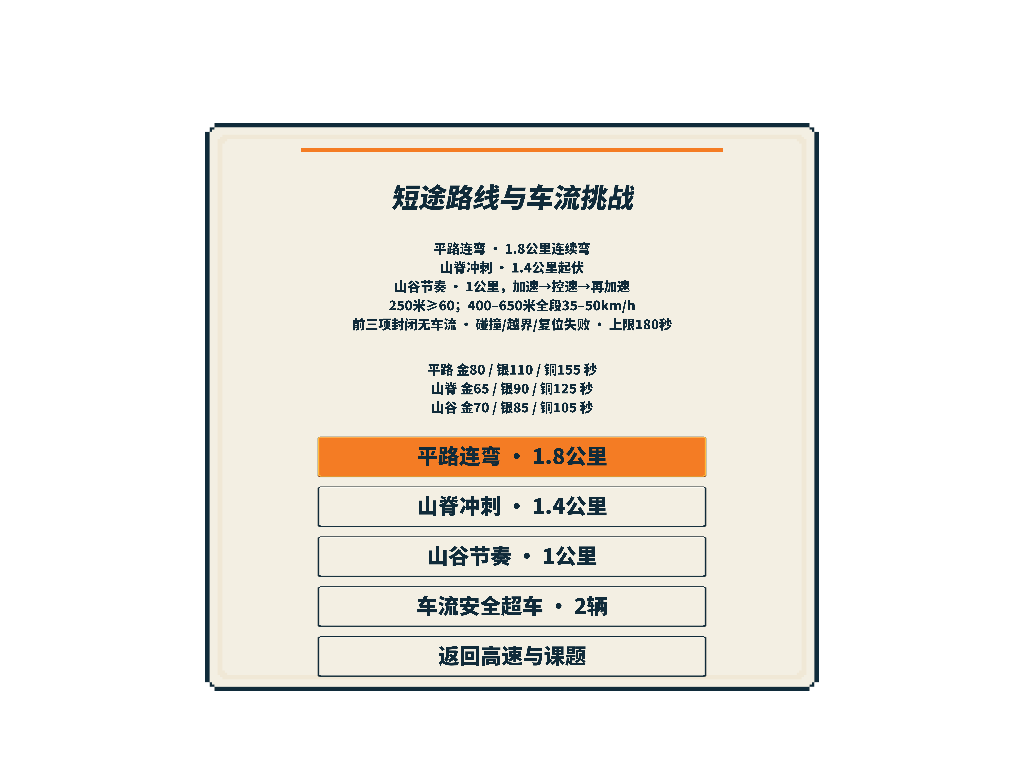 短途路线与车流挑战
平路连弯 · 1.8公里连续弯
山脊冲刺 · 1.4公里起伏
山谷节奏 · 1公里，加速→控速→再加速
250米≥60；400–650米全段35–50km/h
前三项封闭无车流 · 碰撞/越界/复位失败 · 上限180秒
平路 金80 / 银110 / 铜155 秒
山脊 金65 / 银90 / 铜125 秒
山谷 金70 / 银85 / 铜105 秒
平路连弯 · 1.8公里
山脊冲刺 · 1.4公里
山谷节奏 · 1公里
车流安全超车 · 2辆
返回高速与课题